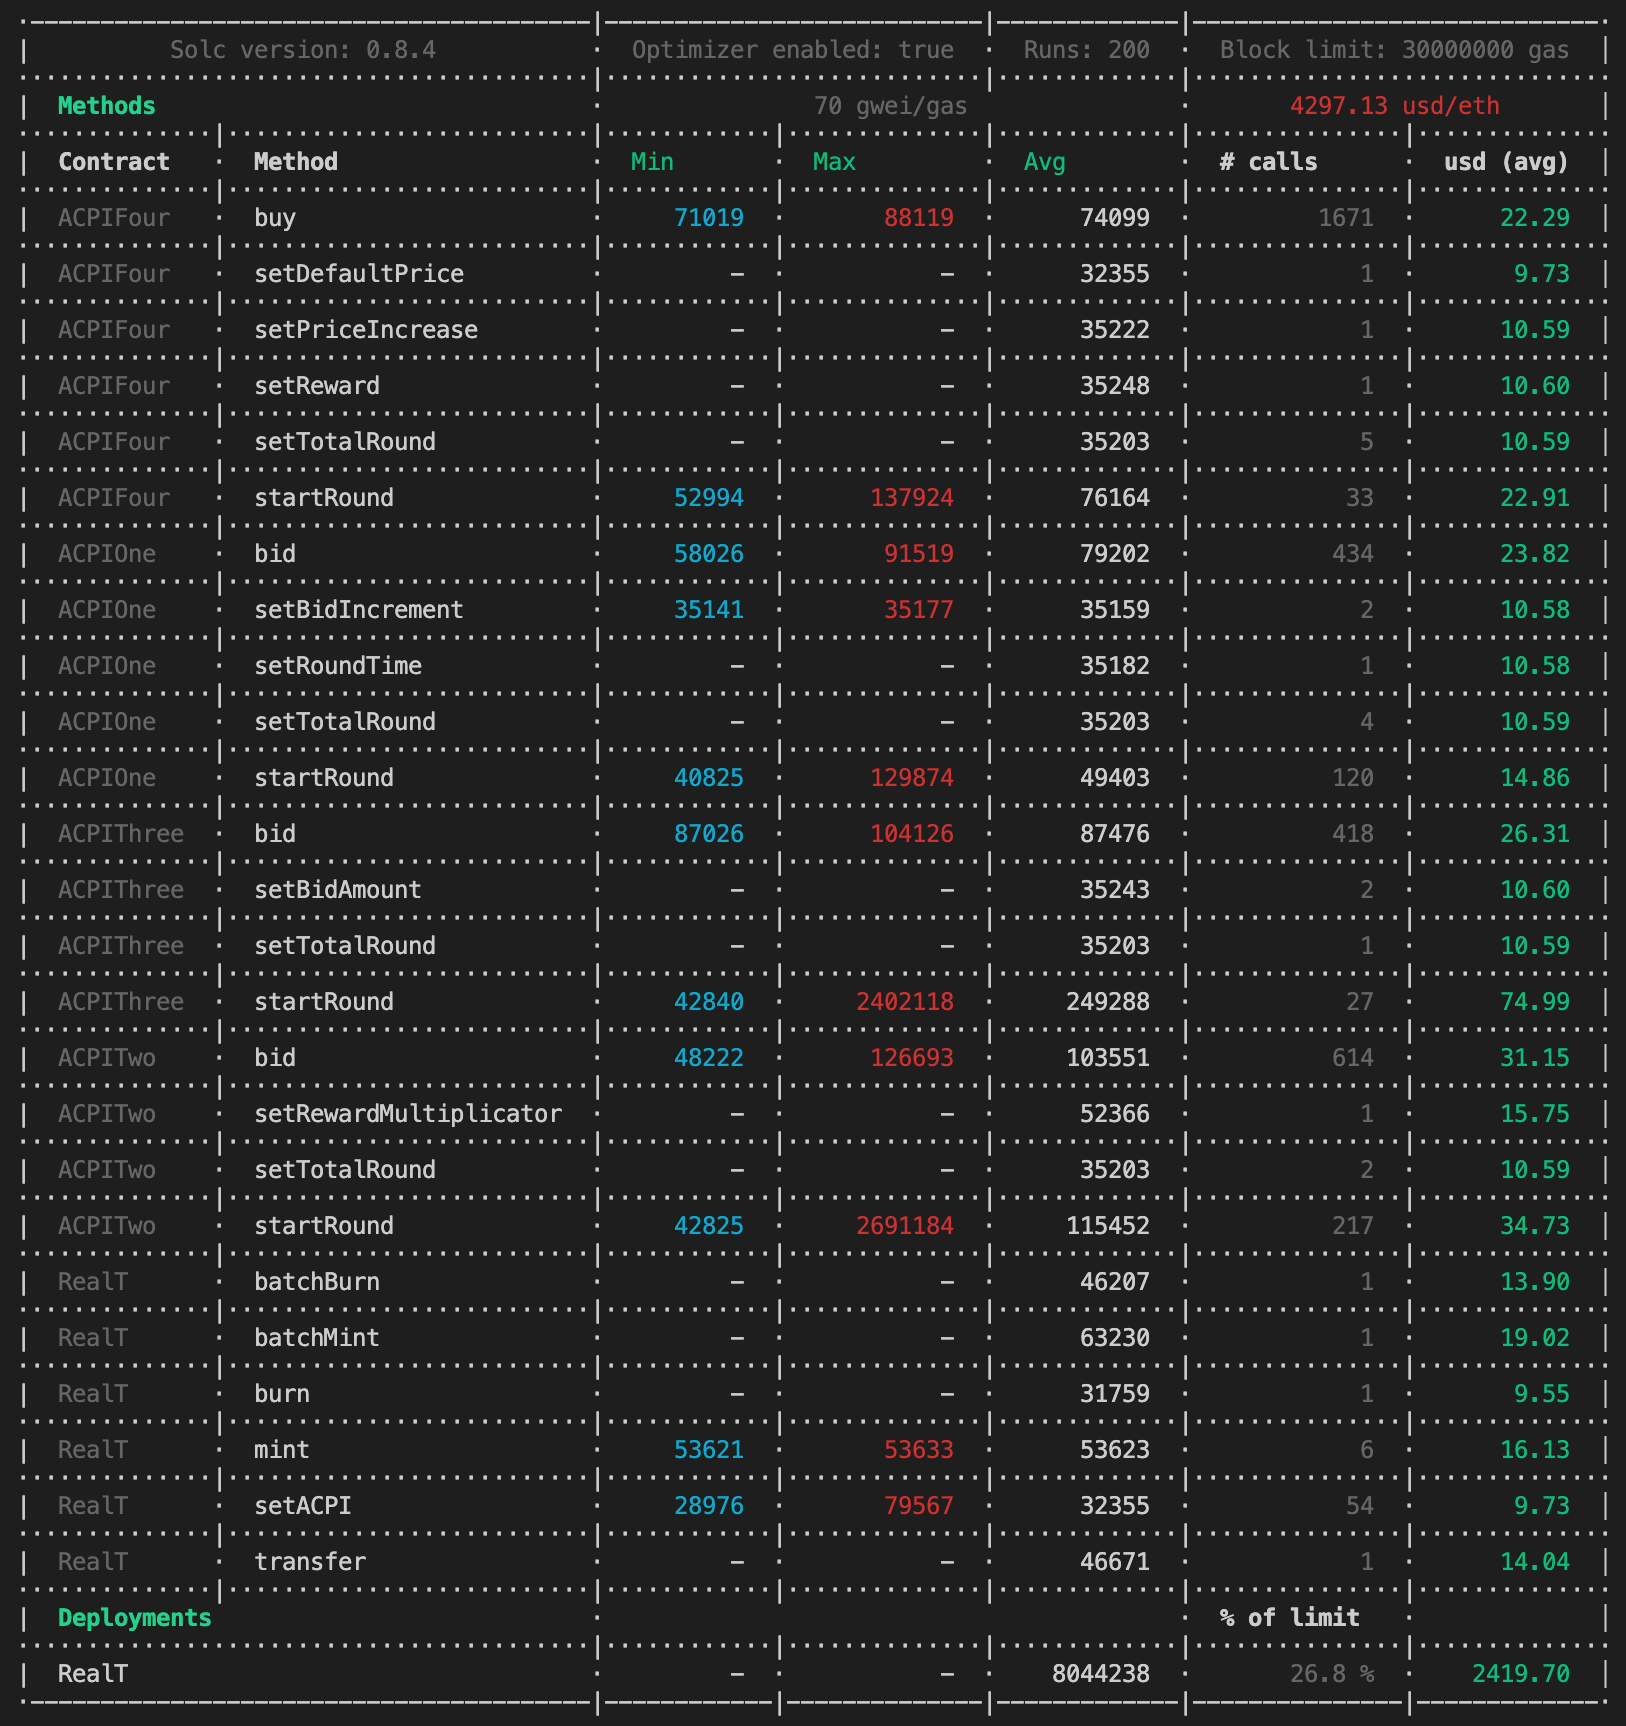 Solc version: 0.8.4 Optimizer enabled: true Runs: 200 Block limit: 30000000 gas
Methods 70 gwei/gas 4297.13 usd/eth
Contract Method Min Max Avg # calls usd (avg)
ACPIFour buy 71019 88119 74099 1671 22.29
ACPIFour setDefaultPrice – – 32355 1 9.73
ACPIFour setPriceIncrease – – 35222 1 10.59
ACPIFour setReward – – 35248 1 10.60
ACPIFour setTotalRound – – 35203 5 10.59
ACPIFour startRound 52994 137924 76164 33 22.91
ACPIOne bid 58026 91519 79202 434 23.82
ACPIOne setBidIncrement 35141 35177 35159 2 10.58
ACPIOne setRoundTime – – 35182 1 10.58
ACPIOne setTotalRound – – 35203 4 10.59
ACPIOne startRound 40825 129874 49403 120 14.86
ACPIThree bid 87026 104126 87476 418 26.31
ACPIThree setBidAmount – – 35243 2 10.60
ACPIThree setTotalRound – – 35203 1 10.59
ACPIThree startRound 42840 2402118 249288 27 74.99
ACPITwo bid 48222 126693 103551 614 31.15
ACPITwo setRewardMultiplicator – – 52366 1 15.75
ACPITwo setTotalRound – – 35203 2 10.59
ACPITwo startRound 42825 2691184 115452 217 34.73
RealT batchBurn – – 46207 1 13.90
RealT batchMint – – 63230 1 19.02
RealT burn – – 31759 1 9.55
RealT mint 53621 53633 53623 6 16.13
RealT setACPI 28976 79567 32355 54 9.73
RealT transfer – – 46671 1 14.04
Deployments % of limit
RealT – – 8044238 26.8 % 2419.70